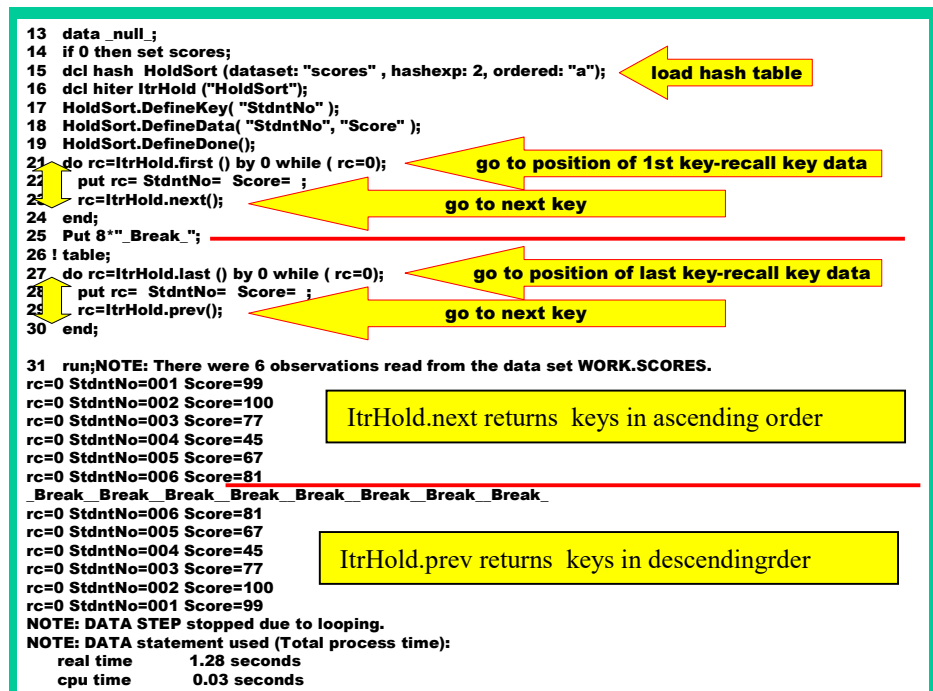 13 data _null_;
14 if 0 then set scores;
15 dcl hash HoldSort (dataset: "scores" , hashexp: 2, ordered: "a");
load hash table
16 dcl hiter ItrHold ("HoldSort");
17 HoldSort.DefineKey( "StdntNo" );
18 HoldSort.DefineData( "StdntNo", "Score" );
19 HoldSort.DefineDone();
21 do rc=ItrHold.first () by 0 while ( rc=0);
go to position of 1st key-recall key data
22 put rc= StdntNo= Score= ;
23 rc=ItrHold.next();
go to next key
24 end;
25 Put 8*"_Break_";
26 ! table;
27 do rc=ItrHold.last () by 0 while ( rc=0);
go to position of last key-recall key data
28 put rc= StdntNo= Score= ;
29 rc=ItrHold.prev();
go to next key
30 end;
31 run;NOTE: There were 6 observations read from the data set WORK.SCORES.
rc=0 StdntNo=001 Score=99
rc=0 StdntNo=002 Score=100
rc=0 StdntNo=003 Score=77
rc=0 StdntNo=004 Score=45
rc=0 StdntNo=005 Score=67
rc=0 StdntNo=006 Score=81
ItrHold.next returns keys in ascending order
_Break__Break__Break__Break__Break__Break__Break__Break_
rc=0 StdntNo=006 Score=81
rc=0 StdntNo=005 Score=67
rc=0 StdntNo=004 Score=45
rc=0 StdntNo=003 Score=77
rc=0 StdntNo=002 Score=100
rc=0 StdntNo=001 Score=99
ItrHold.prev returns keys in descendingrder
NOTE: DATA STEP stopped due to looping.
NOTE: DATA statement used (Total process time):
real time 1.28 seconds
cpu time 0.03 seconds